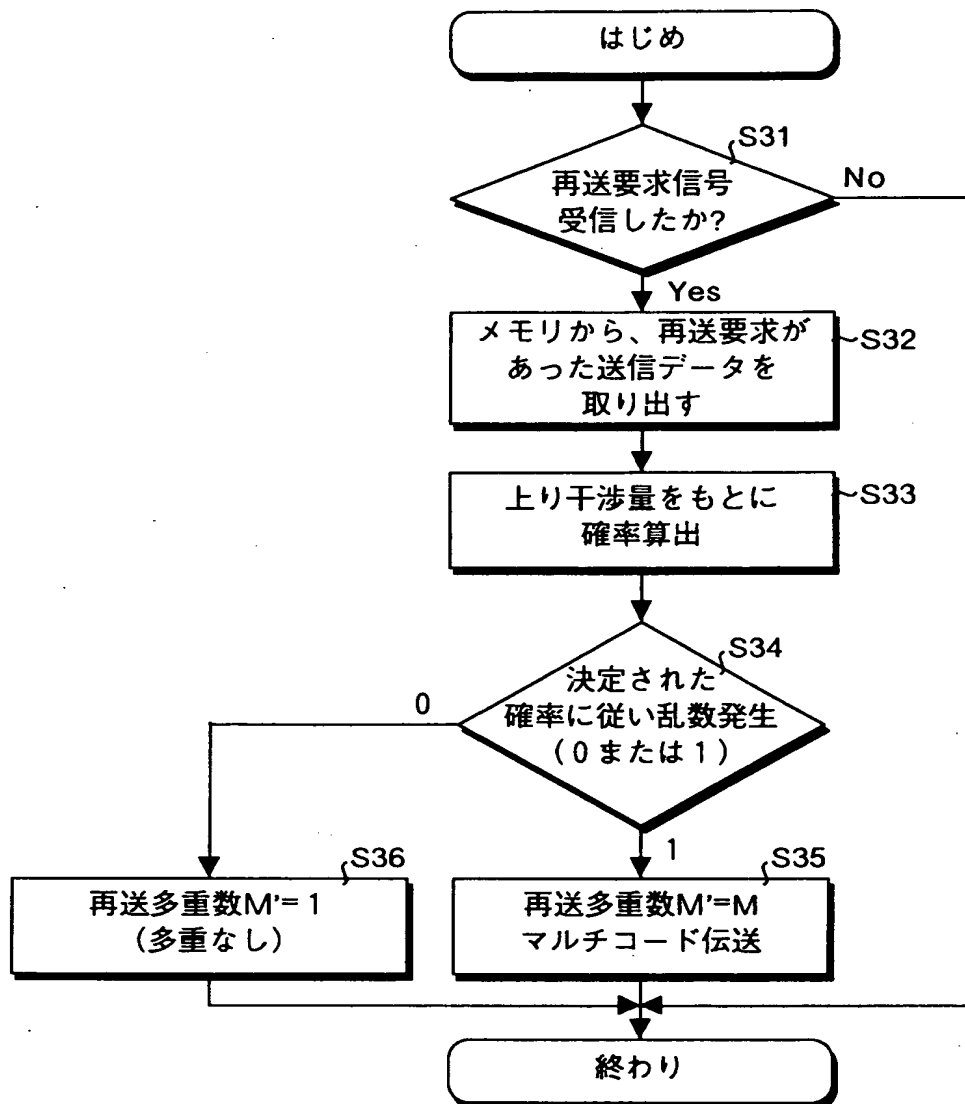 はじめ
S31
再送要求信号
受信したか?
No
Yes
メモリから、再送要求が
あった送信データを
取り出す
S32
上り干渉量をもとに
確率算出
S33
S34
決定された
確率に従い乱数発生
(0または1)
0
1
S36
再送多重数M'=1
(多重なし)
S35
再送多重数M'=M
マルチコード伝送
終わり